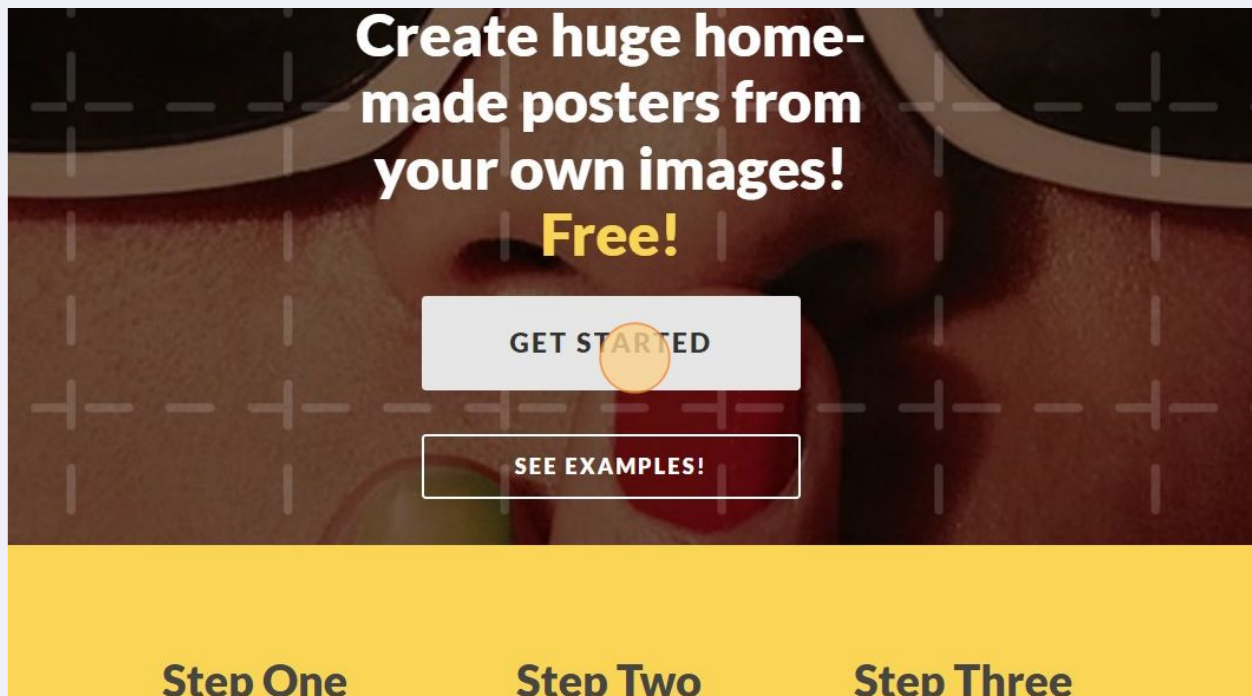 Create huge home-
made posters from
your own images!
Free!
GET STARTED
SEE EXAMPLES!
Step One
Step Two
Step Three